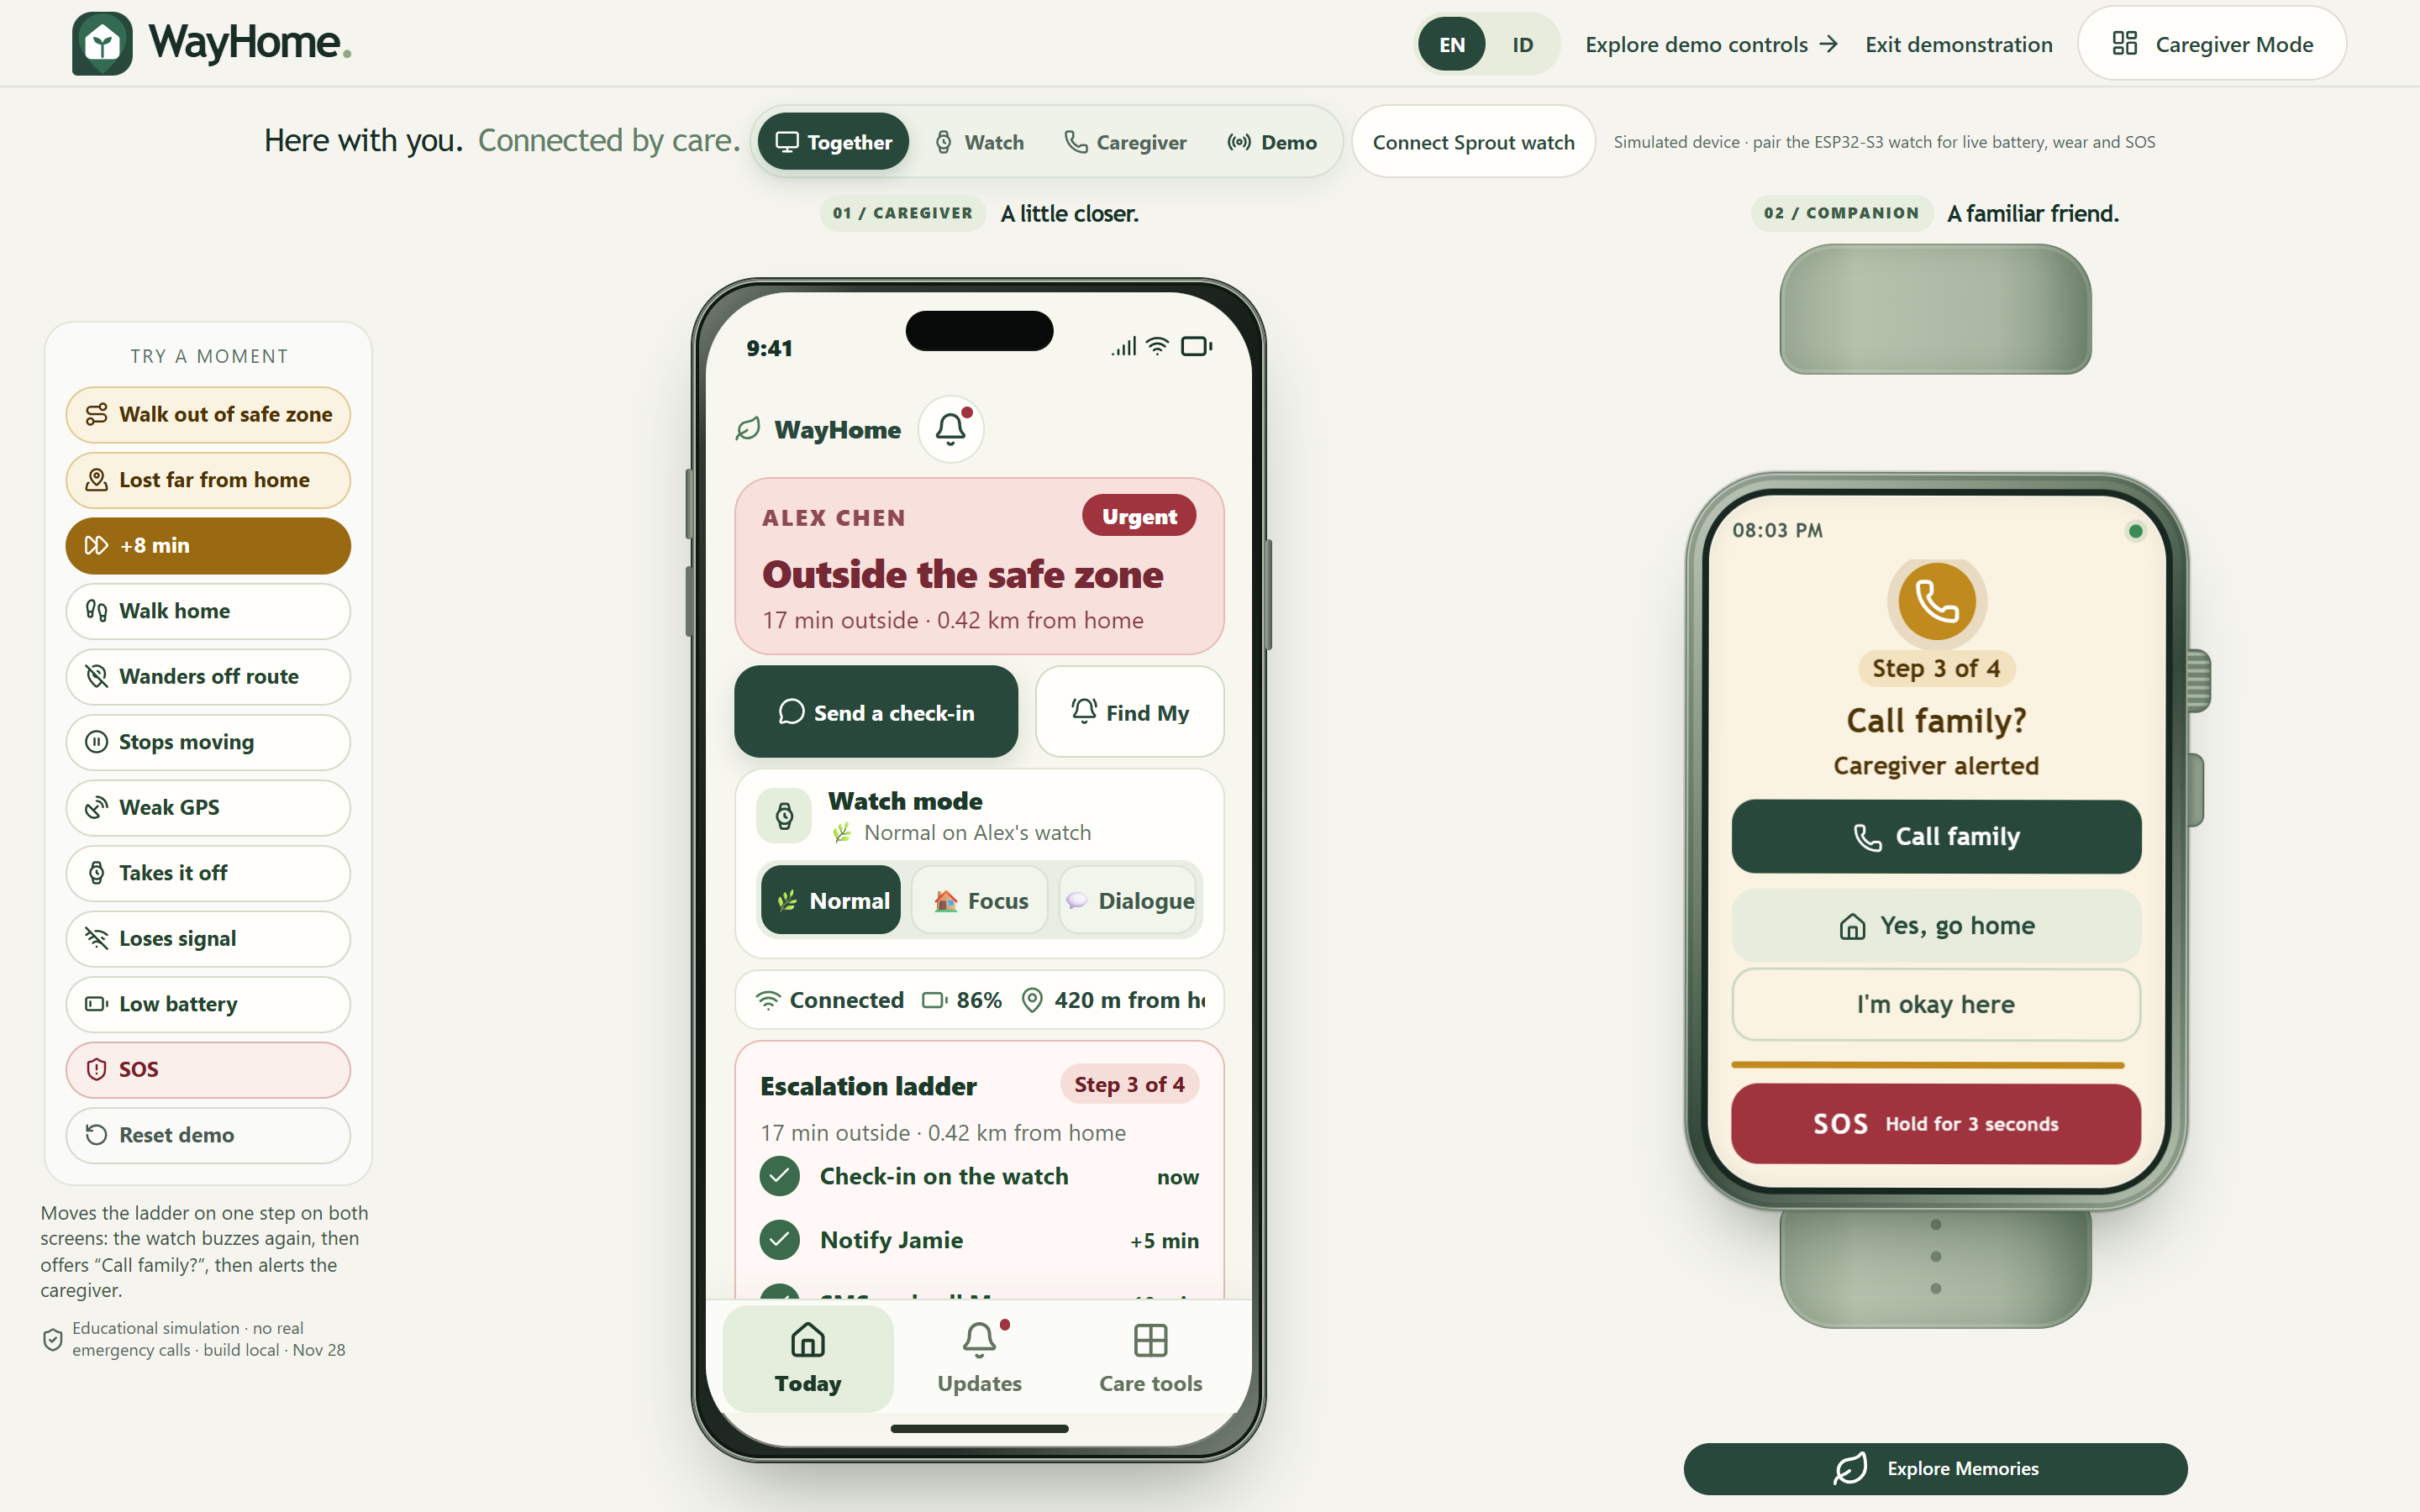 WayHome.
EN
ID
Explore demo controls →
Exit demonstration
Caregiver Mode
Here with you. Connected by care.
Together
Watch
Caregiver
Demo
Connect Sprout watch
Simulated device · pair the ESP32-S3 watch for live battery, wear and SOS
01 / CAREGIVER
A little closer.
02 / COMPANION
A familiar friend.
TRY A MOMENT
Walk out of safe zone
Lost far from home
+8 min
Walk home
Wanders off route
Stops moving
Weak GPS
Takes it off
Loses signal
Low battery
SOS
Reset demo
Moves the ladder on one step on both
screens: the watch buzzes again, then
offers “Call family?”, then alerts the
caregiver.
Educational simulation · no real
emergency calls · build local · Nov 28
9:41
WayHome
ALEX CHEN
Urgent
Outside the safe zone
17 min outside · 0.42 km from home
Send a check-in
Find My
Watch mode
Normal on Alex's watch
Normal
Focus
Dialogue
Connected
86%
420 m from
Escalation ladder
Step 3 of 4
17 min outside · 0.42 km from home
Check-in on the watch
now
Notify Jamie
+5 min
Today
Updates
Care tools
08:03 PM
Step 3 of 4
Call family?
Caregiver alerted
Call family
Yes, go home
I'm okay here
SOS Hold for 3 seconds
Explore Memories